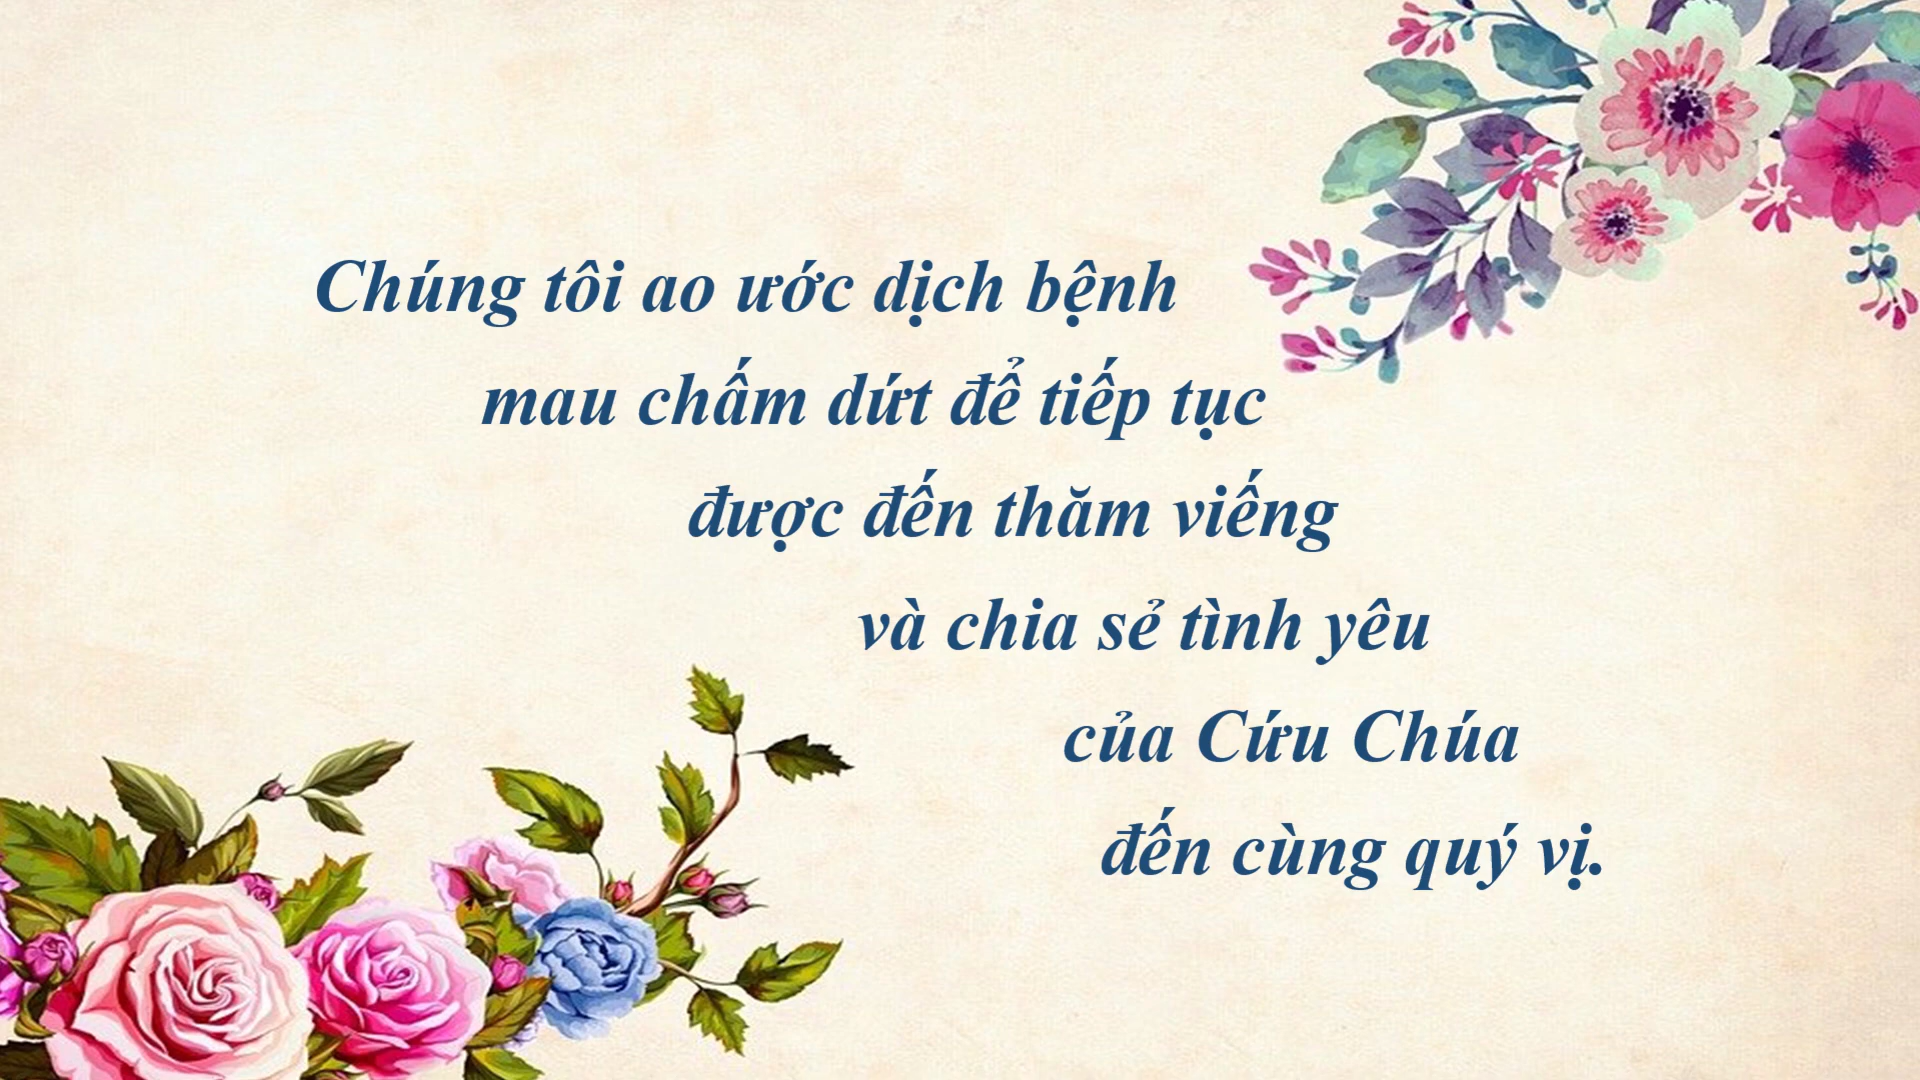 Chúng tôi ao ước dịch bệnh
mau chấm dứt để tiếp tục
được đến thăm viếng
và chia sẻ tình yêu
của Cứu Chúa
đến cùng quý vị.